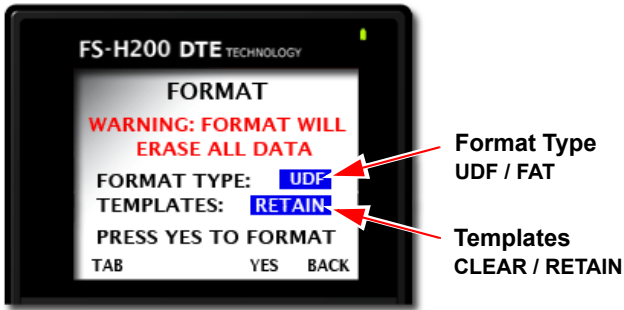 FS-H200 DTE TECHNOLOGY
FORMAT
WARNING: FORMAT WILL
ERASE ALL DATA
FORMAT TYPE: UDF
TEMPLATES: RETAIN
PRESS YES TO FORMAT
TAB YES BACK
Format Type
UDF / FAT
Templates
CLEAR / RETAIN